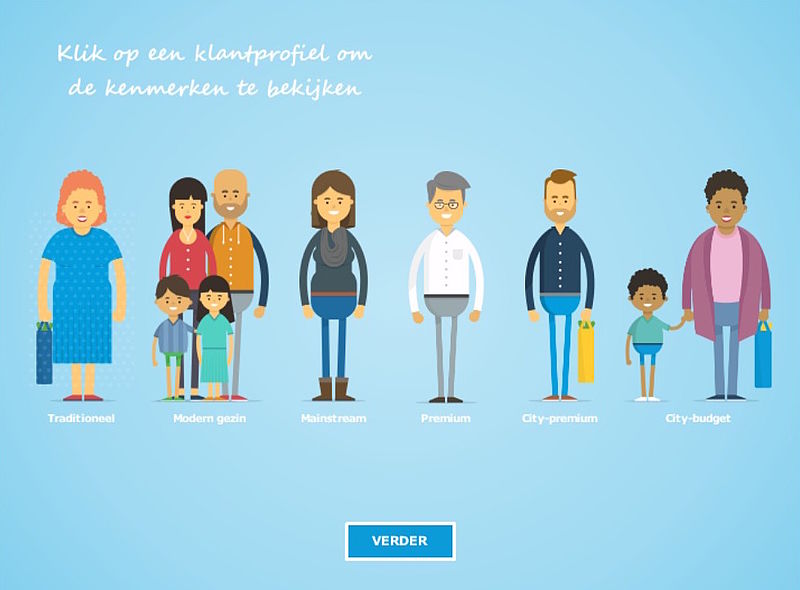 Klik op een klantprofiel om
de kenmerken te bekijken
Traditioneel
Modern gezin
Mainstream
Premium
City-premium
City-budget
VERDER